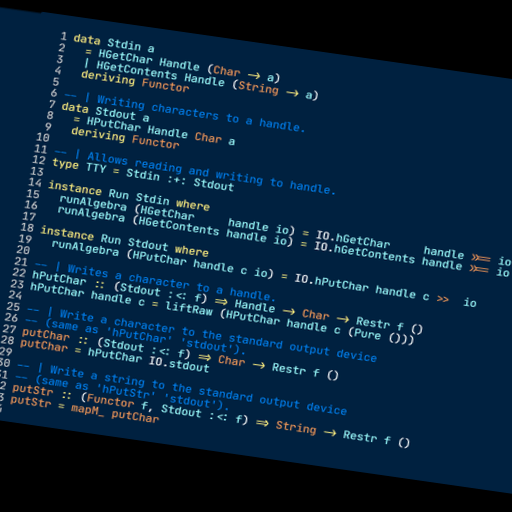 1 data Stdin a
2   = HGetChar Handle (Char -> a)
3   | HGetContents Handle (String -> a)
4   deriving Functor
5
6 -- | Writing characters to a handle.
7 data Stdout a
8   = HPutChar Handle Char a
9   deriving Functor
10
11 -- | Allows reading and writing to handle.
12 type TTY = Stdin :+: Stdout
13
14 instance Run Stdin where
15   runAlgebra (HGetChar     handle io) = IO.hGetChar     handle >>= io
16   runAlgebra (HGetContents handle io) = IO.hGetContents handle >>= io
17
18 instance Run Stdout where
19   runAlgebra (HPutChar handle c io) = IO.hPutChar handle c >>  io
20
21 -- | Writes a character to a handle.
22 hPutChar :: (Stdout :<: f) => Handle -> Char -> Restr f ()
23 hPutChar handle c = liftRaw (HPutChar handle c (Pure ()))
24
25 -- | Write a character to the standard output device
26 -- (same as 'hPutChar' 'stdout').
27 putChar :: (Stdout :<: f) => Char -> Restr f ()
28 putChar = hPutChar IO.stdout
29
30 -- | Write a string to the standard output device
31 -- (same as 'hPutStr' 'stdout').
2 putStr :: (Functor f, Stdout :<: f) => String -> Restr f ()
3 putStr = mapM_ putChar